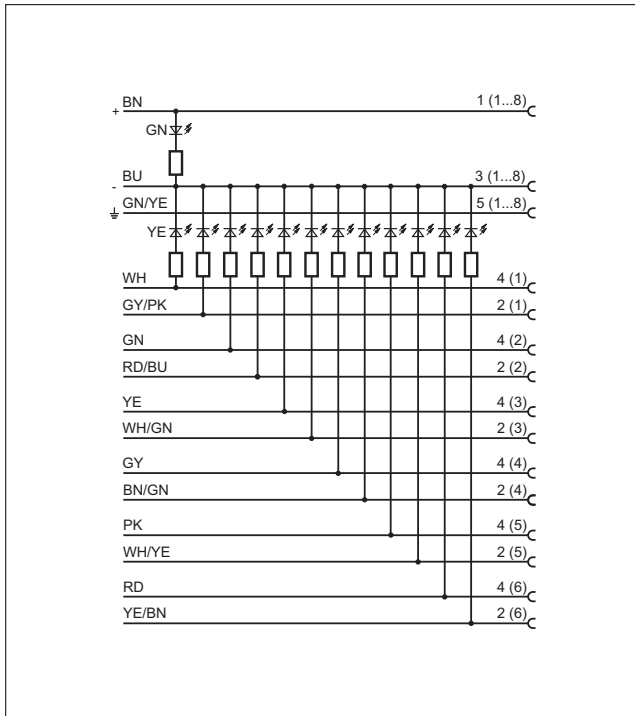 BN 1 (1...8)
+
GN
BU 3 (1...8)
-
GN/YE 5 (1...8)
YE
WH 4 (1)
GY/PK 2 (1)
GN 4 (2)
RD/BU 2 (2)
YE 4 (3)
WH/GN 2 (3)
GY 4 (4)
BN/GN 2 (4)
PK 4 (5)
WH/YE 2 (5)
RD 4 (6)
YE/BN 2 (6)